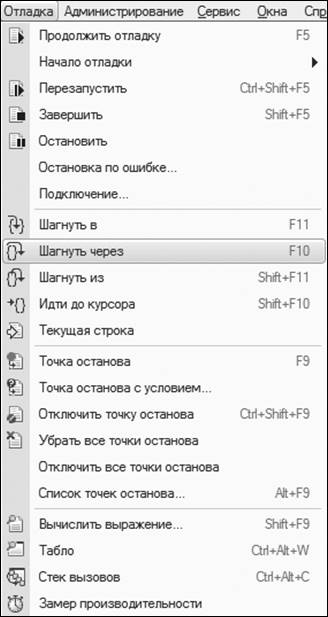 Отладка Администрирование Сервис Окна Спр
Продолжить отладку F5
Начало отладки
Перезапустить Ctrl+Shift+F5
Завершить Shift+F5
Остановить
Остановка по ошибке...
Подключение...
Шагнуть в F11
Шагнуть через F10
Шагнуть из Shift+F11
Идти до курсора Shift+F10
Текущая строка
Точка останова F9
Точка останова с условием...
Отключить точку останова Ctrl+Shift+F9
Убрать все точки останова
Отключить все точки останова
Список точек останова... Alt+F9
Вычислить выражение... Shift+F9
Табло Ctrl+Alt+W
Стек вызовов Ctrl+Alt+C
Замер производительности